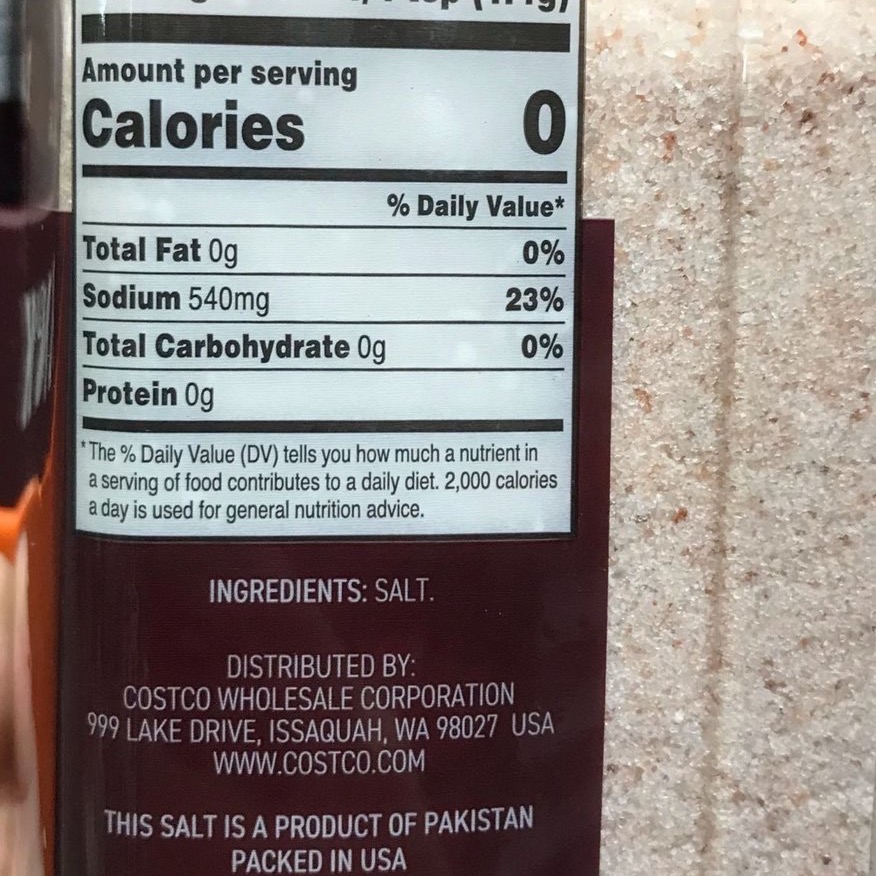 Amount per serving
Calories 0
% Daily Value*
Total Fat 0g 0%
Sodium 540mg 23%
Total Carbohydrate 0g 0%
Protein 0g
*The % Daily Value (DV) tells you how much a nutrient in
a serving of food contributes to a daily diet. 2,000 calories
a day is used for general nutrition advice.
INGREDIENTS: SALT.
DISTRIBUTED BY:
COSTCO WHOLESALE CORPORATION
999 LAKE DRIVE, ISSAQUAH, WA 98027 USA
WWW.COSTCO.COM
THIS SALT IS A PRODUCT OF PAKISTAN
PACKED IN USA